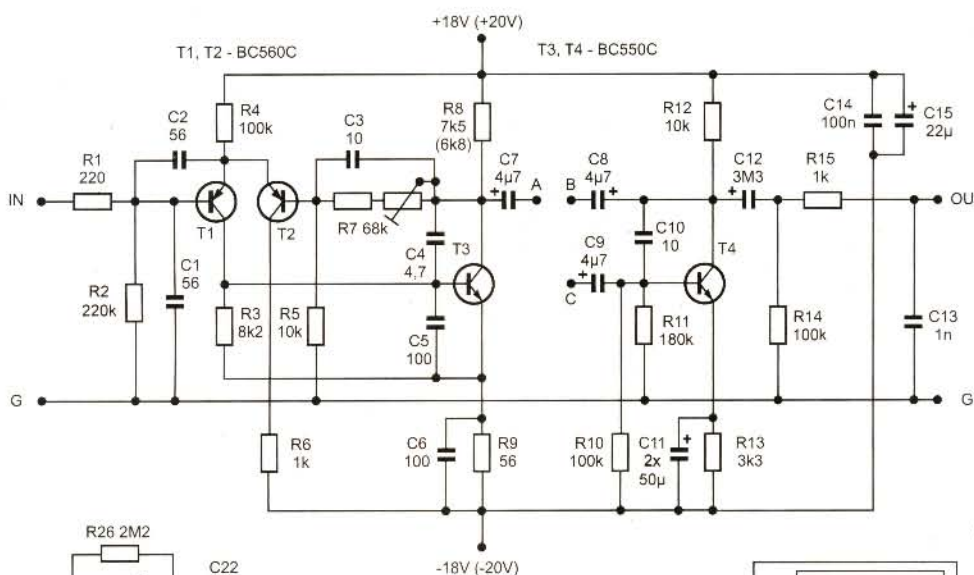 +18V (+20V)
T1, T2 - BC560C
T3, T4 - BC550C
R4
100k
C2
56
R1
220
IN
T1
T2
C3
10
R7 68k
R8
7k5
(6k8)
C7
4µ7
A
B
C8
4µ7
R12
10k
C14
100n
C15
22µ
C12
3M3
R15
1k
OU
C4
4,7
T3
C9
4µ7
C
C10
10
T4
R2
220k
C1
56
R3
8k2
R5
10k
C5
100
R11
180k
R14
100k
C13
1n
G
G
R6
1k
C6
100
R9
56
R10
100k
C11
2x
50µ
R13
3k3
R26 2M2
C22
-18V (-20V)